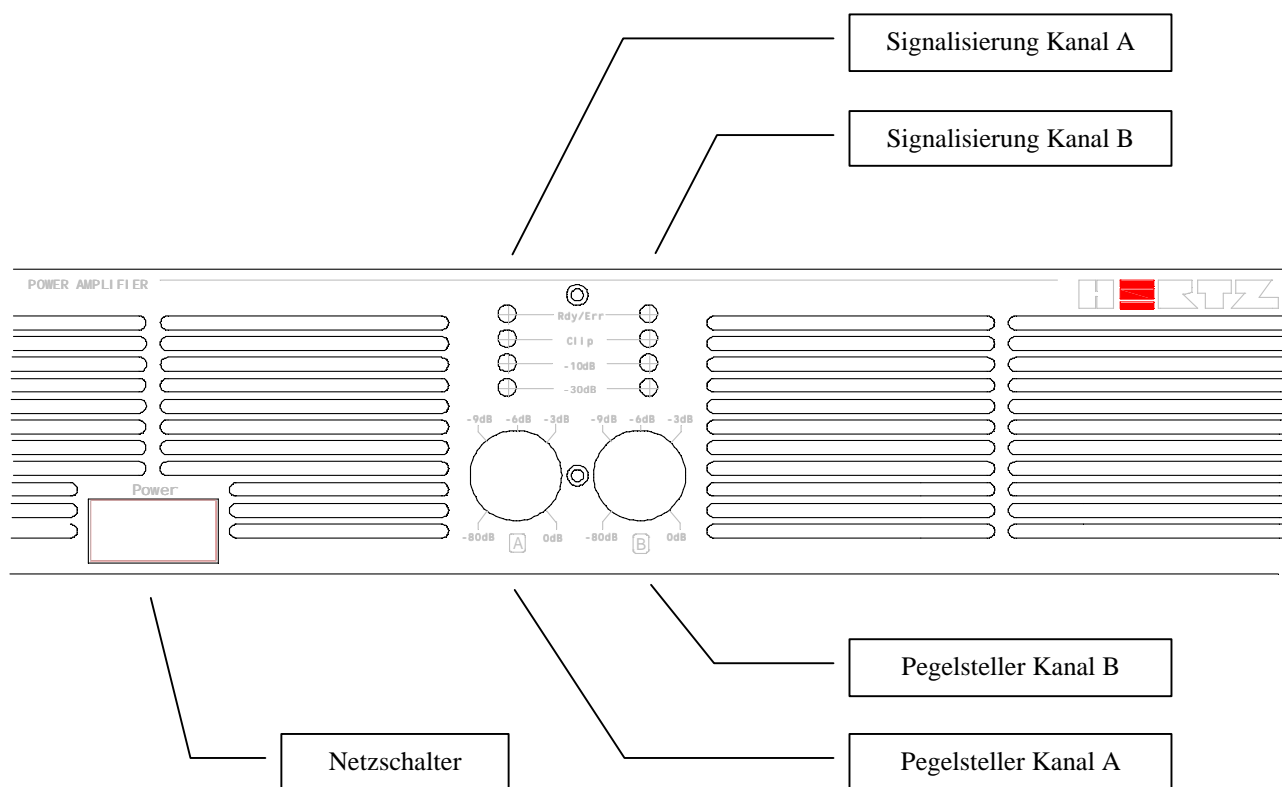 Signalisierung Kanal A
Signalisierung Kanal B
POWER AMPLIFIER
HERTZ
Rdy/Err
Clip
-10dB
-30dB
-9dB -6dB -3dB
-9dB -6dB -3dB
Power
-80dB A 0dB
-80dB B 0dB
Pegelsteller Kanal B
Netzschalter
Pegelsteller Kanal A